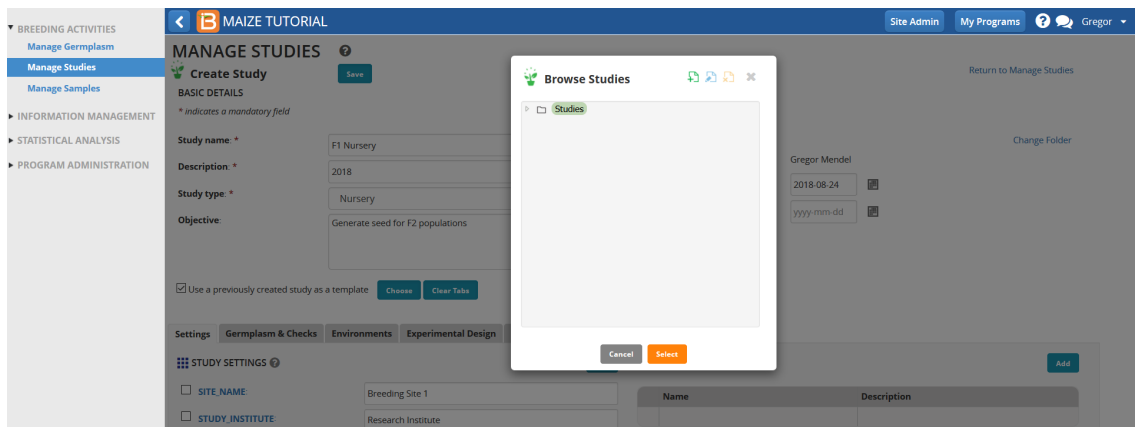 BREEDING ACTIVITIES
Manage Germplasm
Manage Studies
Manage Samples
INFORMATION MANAGEMENT
STATISTICAL ANALYSIS
PROGRAM ADMINISTRATION
MAIZE TUTORIAL
Site Admin
My Programs
Gregor
MANAGE STUDIES
Create Study
Save
Return to Manage Studies
BASIC DETAILS
* indicates a mandatory field
Study name: *
F1 Nursery
Change Folder
Description: *
2018
Gregor Mendel
Study type: *
Nursery
2018-08-24
Objective:
Generate seed for F2 populations
yyyy-mm-dd
Use a previously created study as a template
Choose
Clear Tabs
Browse Studies
Studies
Cancel
Select
Settings
Germplasm & Checks
Environments
Experimental Design
STUDY SETTINGS
Add
SITE_NAME:
Breeding Site 1
Name
Description
STUDY_INSTITUTE:
Research Institute